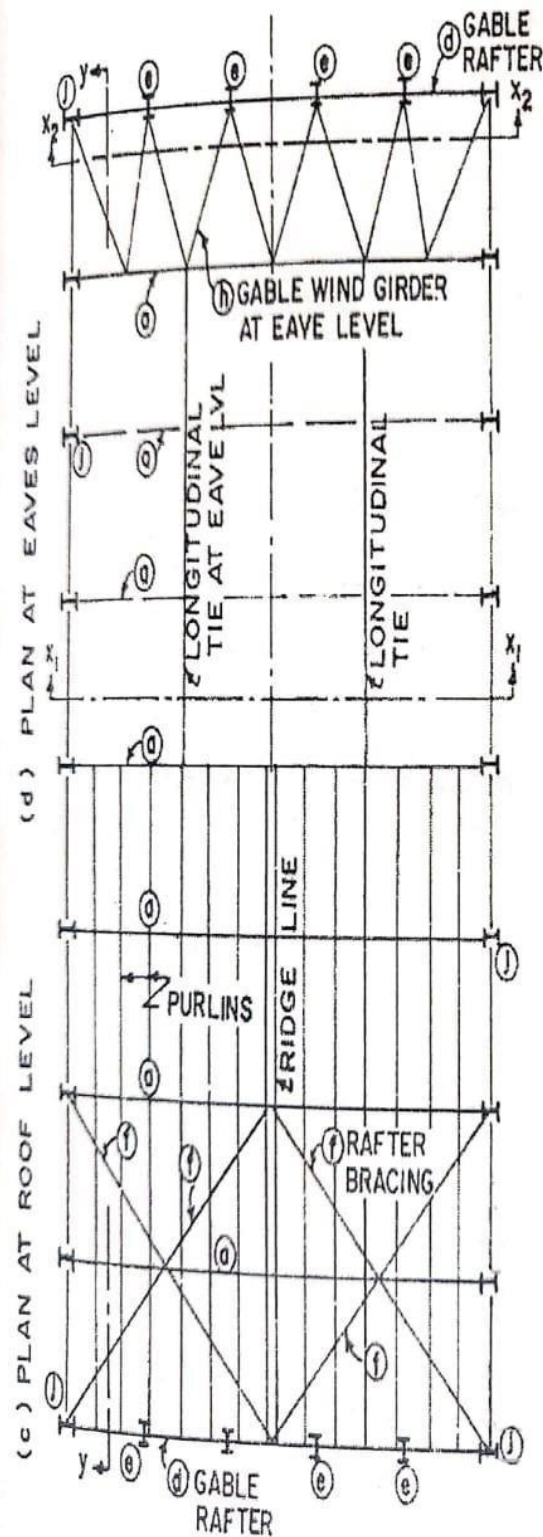 d GABLE
RAFTER
j
y
e
e
e
e
X2
X2
h GABLE WIND GIRDER
AT EAVE LEVEL
a
(d) PLAN AT EAVES LEVEL
j
a
LONGITUDINAL
TIE AT EAVE LVL
LONGITUDINAL
TIE
a
X1
X1
a
a
j
PURLINS
RIDGE LINE
(c) PLAN AT ROOF LEVEL
a
f
f
f RAFTER
BRACING
a
f
j
j
y
e
d GABLE
RAFTER
e
e